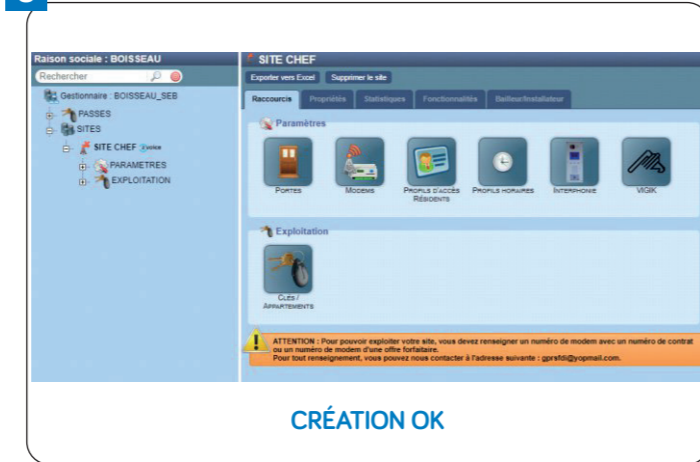 Raison sociale : BOISSEAU
Rechercher
Gestionnaire : BOISSEAU_SEB
PASSES
SITES
SITE CHEF
PARAMETRES
EXPLOITATION
SITE CHEF
Exporter vers Excel Supprimer le site
Raccourcis Propriétés Statistiques Fonctionnalités Bailleur/Installateur
Paramètres
PORTES MODEMS PROFILS D'ACCÈS PROFILS HORAIRES INTERPHONIE VIGIK
RÉSIDENTS
Exploitation
CLÉS /
APPARTEMENTS
ATTENTION : Pour pouvoir exploiter votre site, vous devez renseigner un numéro de modem avec un numéro de contrat
ou un numéro de modem d'une offre forfaitaire.
Pour tout renseignement, vous pouvez nous contacter à l'adresse suivante : gprsfdi@yopmail.com.
CRÉATION OK